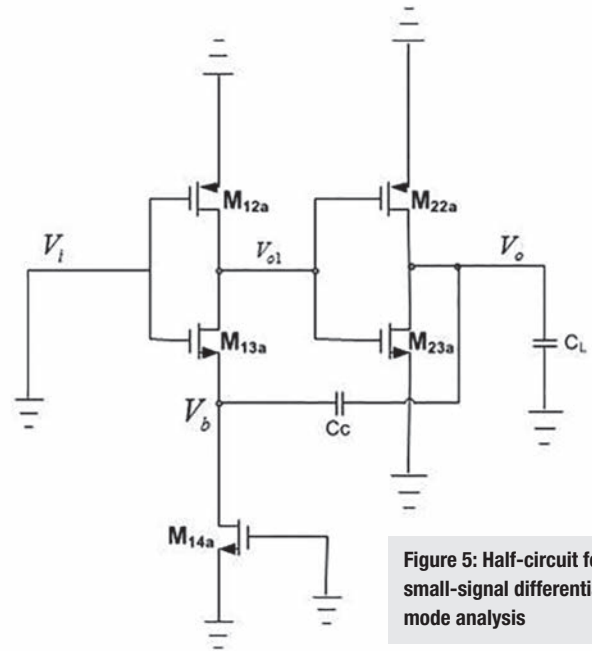 M12a
M22a
Vi
Vo1
Vo
M13a
M23a
CL
Vb
Cc
M14a
Figure 5: Half-circuit fo
small-signal differentia
mode analysis